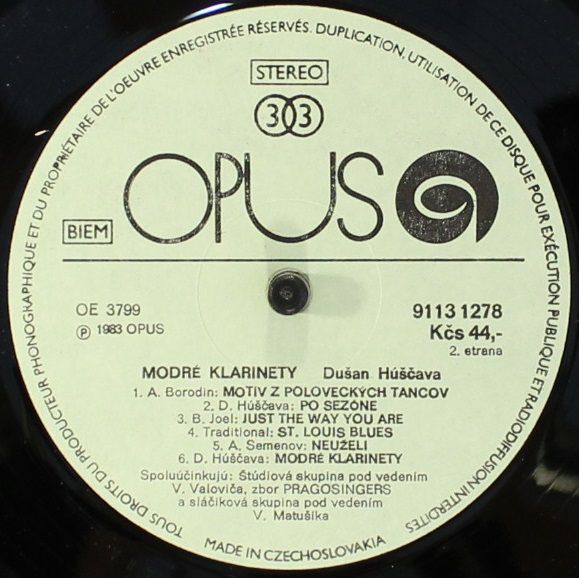 TOUS DROITS DU PRODUCTEUR PHONOGRAPHIQUE ET DU PROPRIÉTAIRE DE L'OEUVRE ENREGISTRÉE RÉSERVÉS. DUPLICATION, UTILISATION DE CE DISQUE POUR EXÉCUTION PUBLIQUE ET RADIODIFFUSION INTERDITES
STEREO
33
OPUS
BIEM
OE 3799
9113 1278
Ⓟ 1983 OPUS
Kčs 44,-
2. strana
MODRÉ KLARINETY Dušan Húščava
1. A. Borodin: MOTÍV Z POLOVECKÝCH TANCOV
2. D. Húščava: PO SEZÓNE
3. B. Joel: JUST THE WAY YOU ARE
4. Traditional: ST. LOUIS BLUES
5. A. Semenov: NEUŽELI
6. D. Húščava: MODRÉ KLARINETY
Spoluúčinkujú: Štúdiová skupina pod vedením
V. Valoviča, zbor PRAGOSINGERS
a sláčiková skupina pod vedením
V. Matušíka
MADE IN CZECHOSLOVAKIA